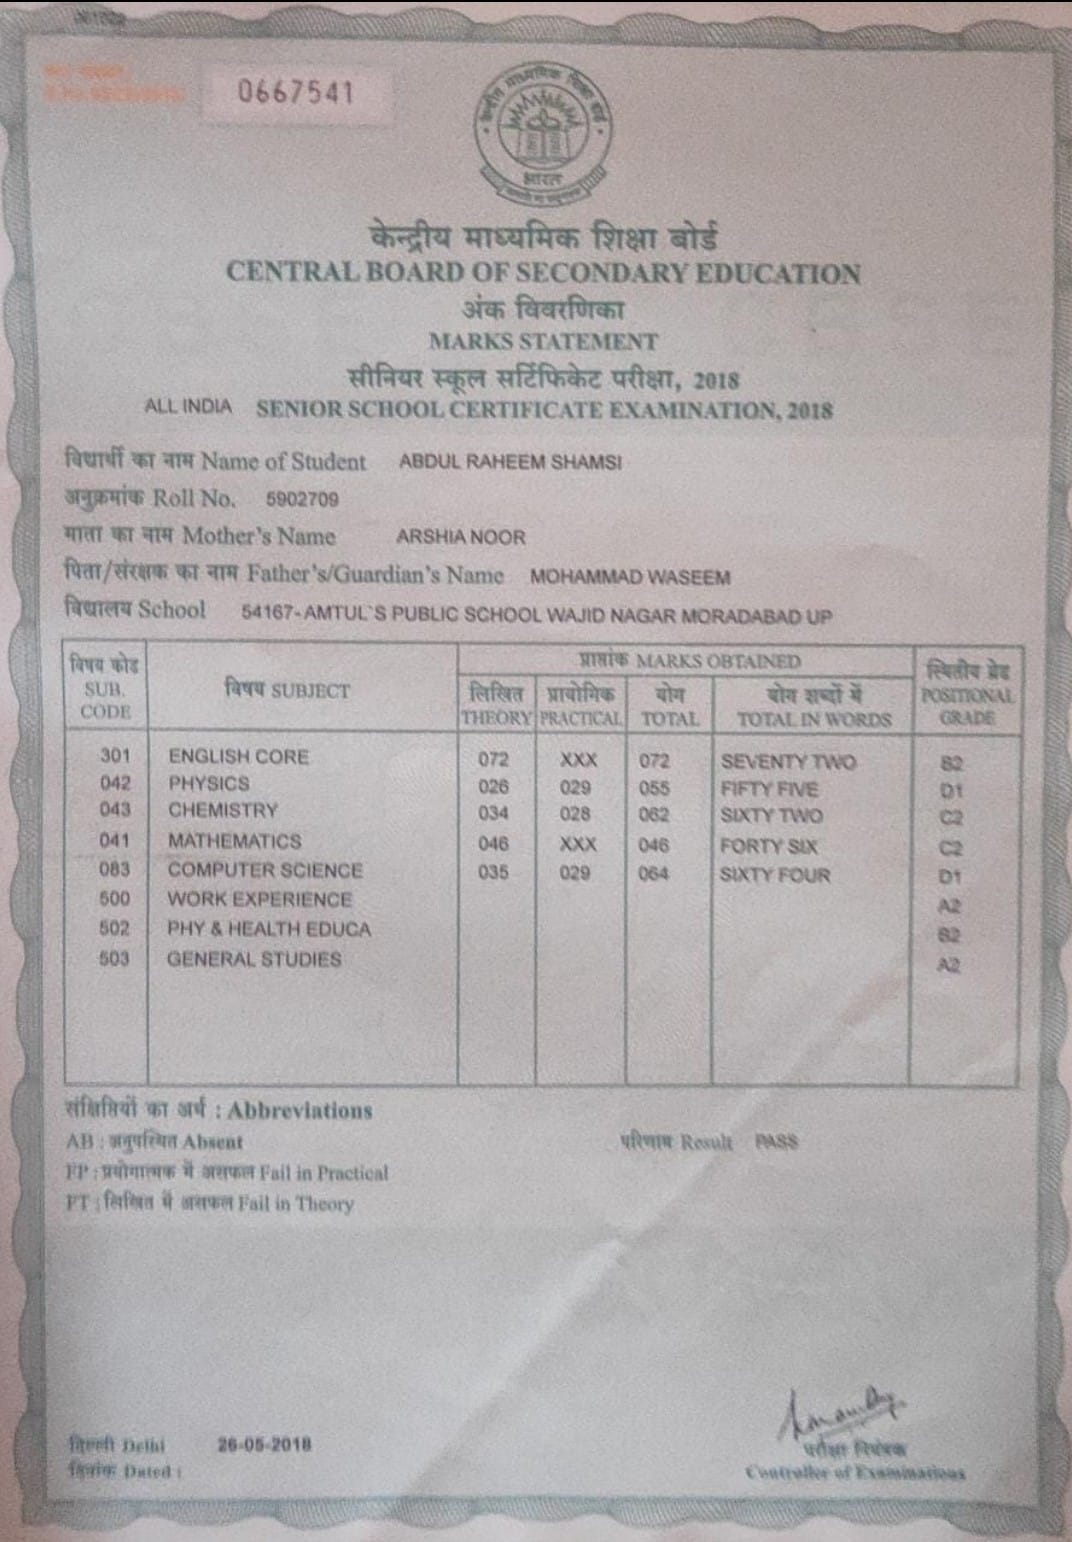 0667541
केन्द्रीय माध्यमिक शिक्षा बोर्ड
भारत
केन्द्रीय माध्यमिक शिक्षा बोर्ड
CENTRAL BOARD OF SECONDARY EDUCATION
अंक विवरणिका
MARKS STATEMENT
सीनियर स्कूल सर्टिफिकेट परीक्षा, 2018
ALL INDIA SENIOR SCHOOL CERTIFICATE EXAMINATION, 2018
विद्यार्थी का नाम Name of Student ABDUL RAHEEM SHAMSI
अनुक्रमांक Roll No. 5902709
माता का नाम Mother's Name ARSHIA NOOR
पिता/संरक्षक का नाम Father's/Guardian's Name MOHAMMAD WASEEM
विद्यालय School 54167-AMTUL`S PUBLIC SCHOOL WAJID NAGAR MORADABAD UP
विषय कोड SUB. CODE विषय SUBJECT प्राप्तांक MARKS OBTAINED स्थितीय ग्रेड POSITIONAL GRADE
लिखित THEORY प्रायोगिक PRACTICAL योग TOTAL योग शब्दों में TOTAL IN WORDS
301 ENGLISH CORE 072 XXX 072 SEVENTY TWO B2
042 PHYSICS 026 029 055 FIFTY FIVE D1
043 CHEMISTRY 034 028 062 SIXTY TWO C2
041 MATHEMATICS 046 XXX 046 FORTY SIX C2
083 COMPUTER SCIENCE 035 029 064 SIXTY FOUR D1
500 WORK EXPERIENCE A2
502 PHY & HEALTH EDUCA B2
503 GENERAL STUDIES A2
संक्षिप्तियों का अर्थ : Abbreviations
AB : अनुपस्थित Absent परिणाम Result PASS
FP : प्रयोगात्मक में असफल Fail in Practical
FT : लिखित में असफल Fail in Theory
दिल्ली Delhi 26-05-2018
दिनांक Dated :
परीक्षा नियंत्रक
Controller of Examinations